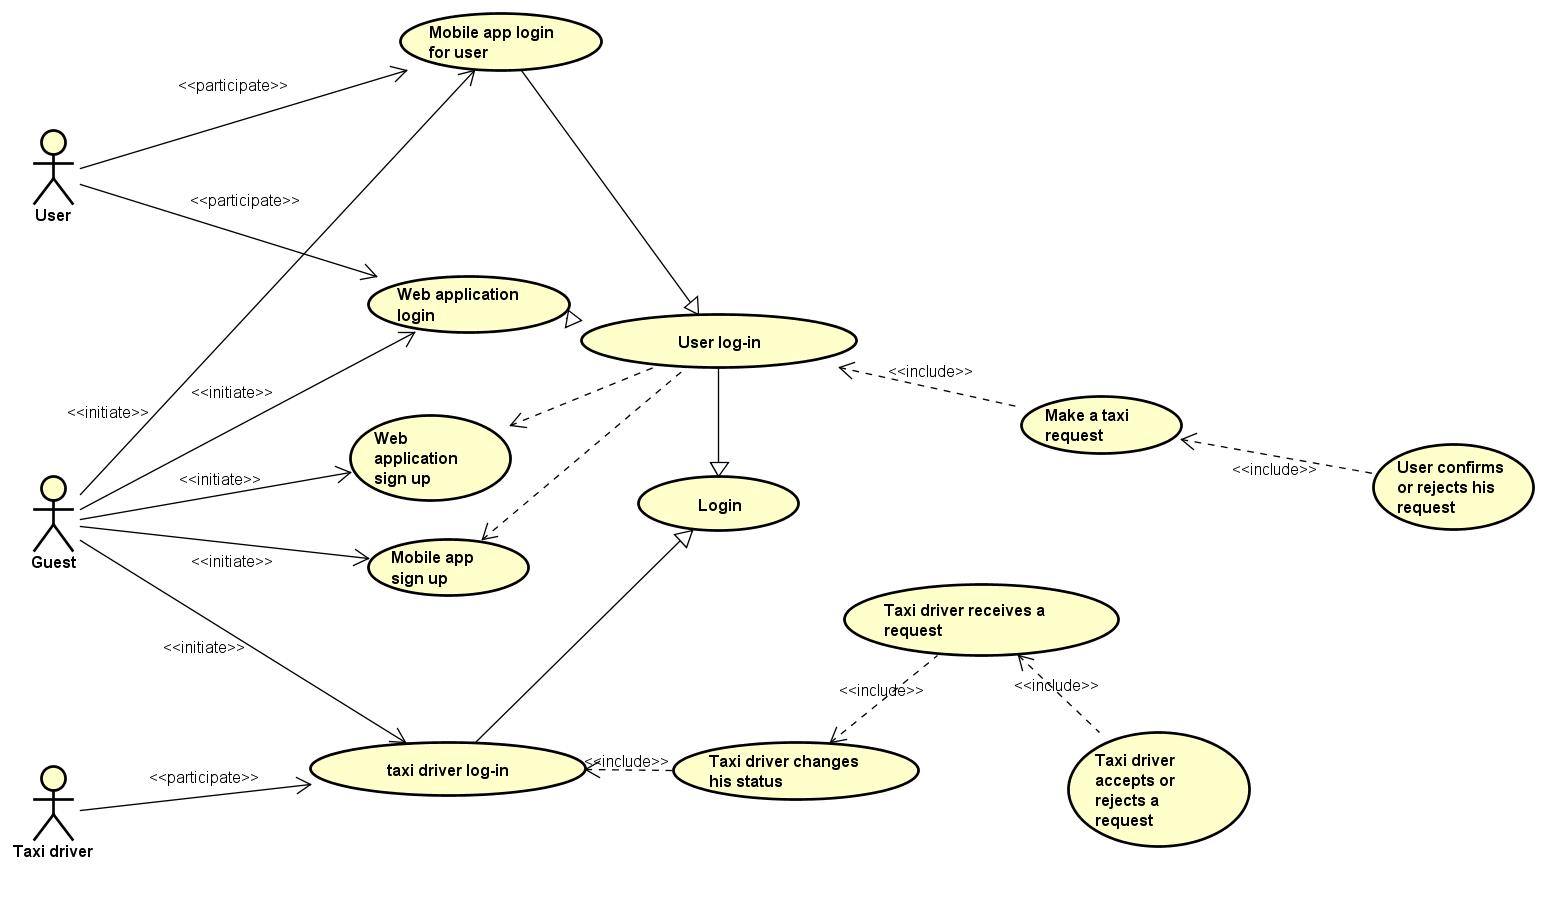 Mobile app login
for user
<<participate>>
User
<<participate>>
Web application
login
User log-in
<<include>>
<<initiate>>
<<initiate>>
Make a taxi
request
Web
application
sign up
<<include>>
User confirms
or rejects his
request
<<initiate>>
Login
Guest
<<initiate>>
Mobile app
sign up
Taxi driver receives a
request
<<initiate>>
<<include>>
<<include>>
taxi driver log-in
<<include>>
Taxi driver changes
his status
Taxi driver
accepts or
rejects a
request
<<participate>>
Taxi driver